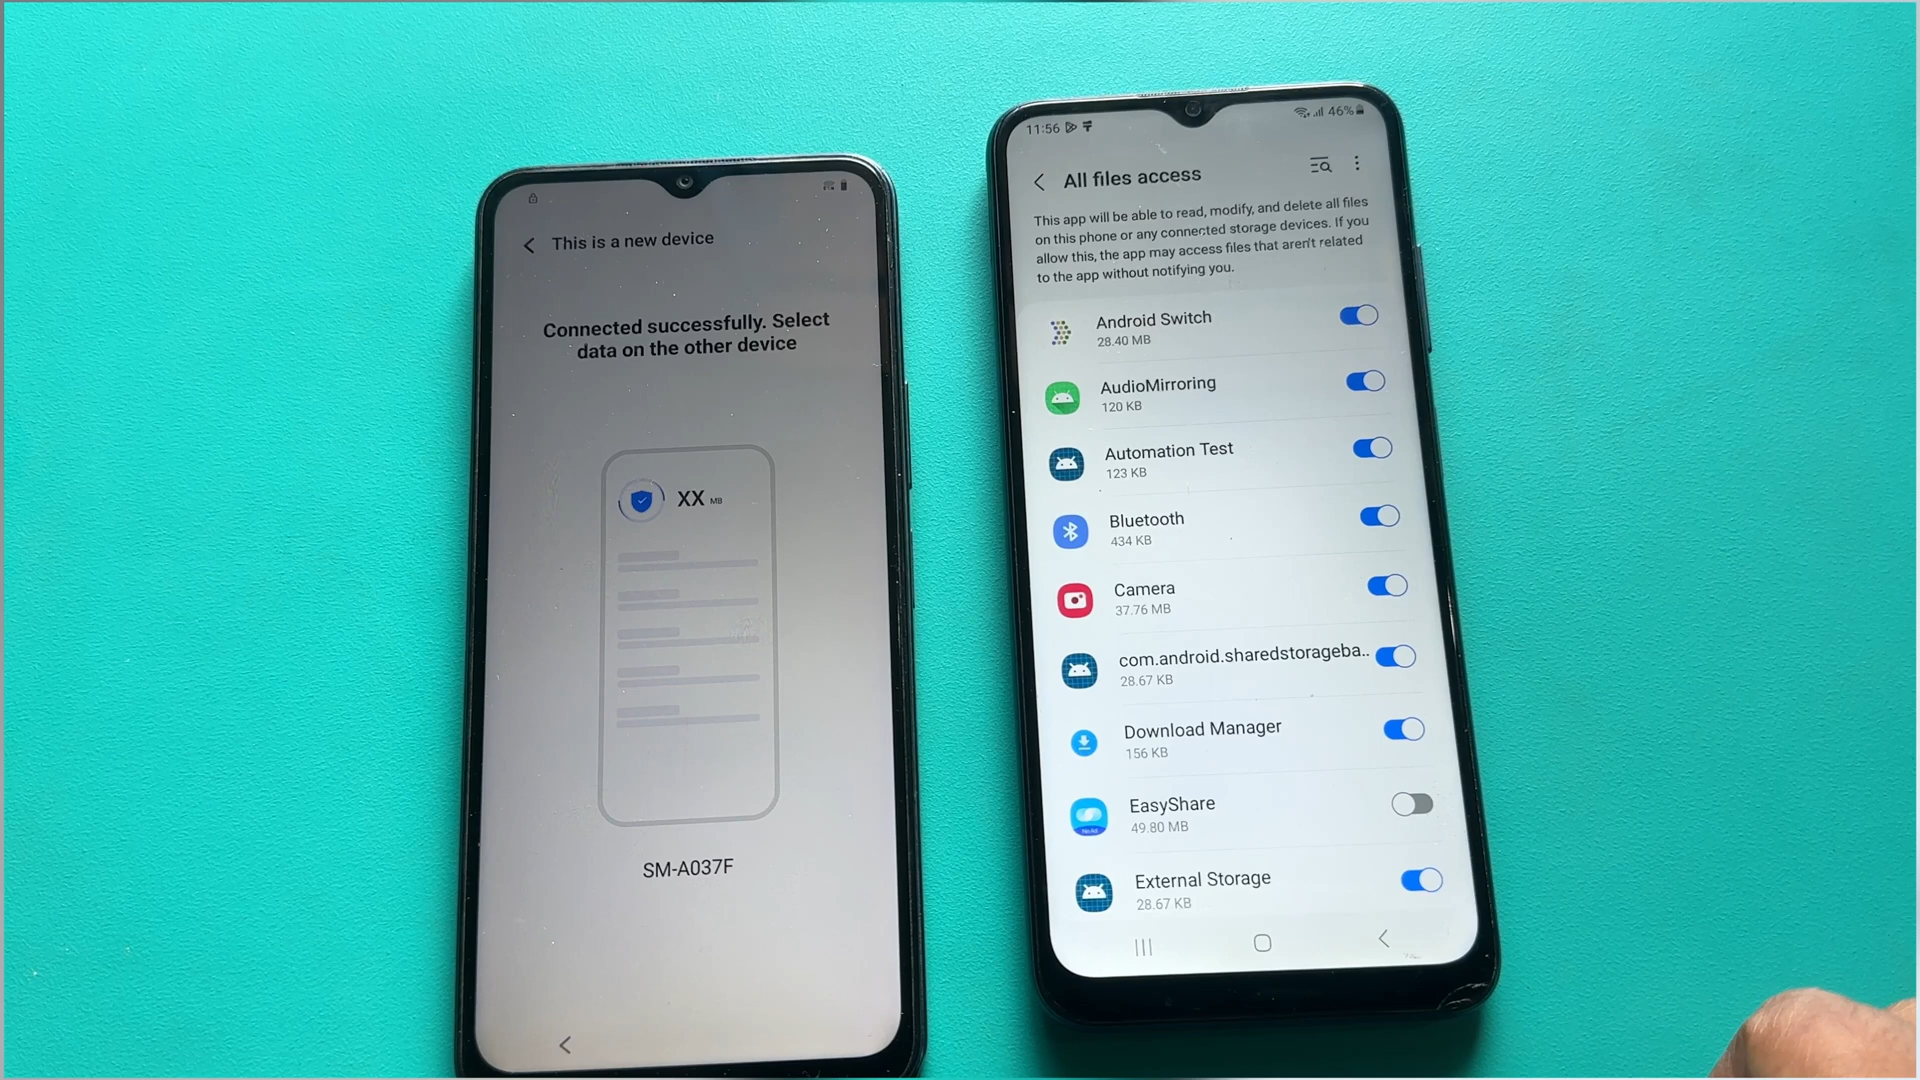 This is a new device
Connected successfully. Select
data on the other device
XX MB
SM-A037F
11:56
46%
All files access
This app will be able to read, modify, and delete all files
on this phone or any connected storage devices. If you
allow this, the app may access files that aren't related
to the app without notifying you.
Android Switch
28.40 MB
AudioMirroring
120 KB
Automation Test
123 KB
Bluetooth
434 KB
Camera
37.76 MB
com.android.sharedstorageba..
28.67 KB
Download Manager
156 KB
EasyShare
49.80 MB
No Ad
External Storage
28.67 KB